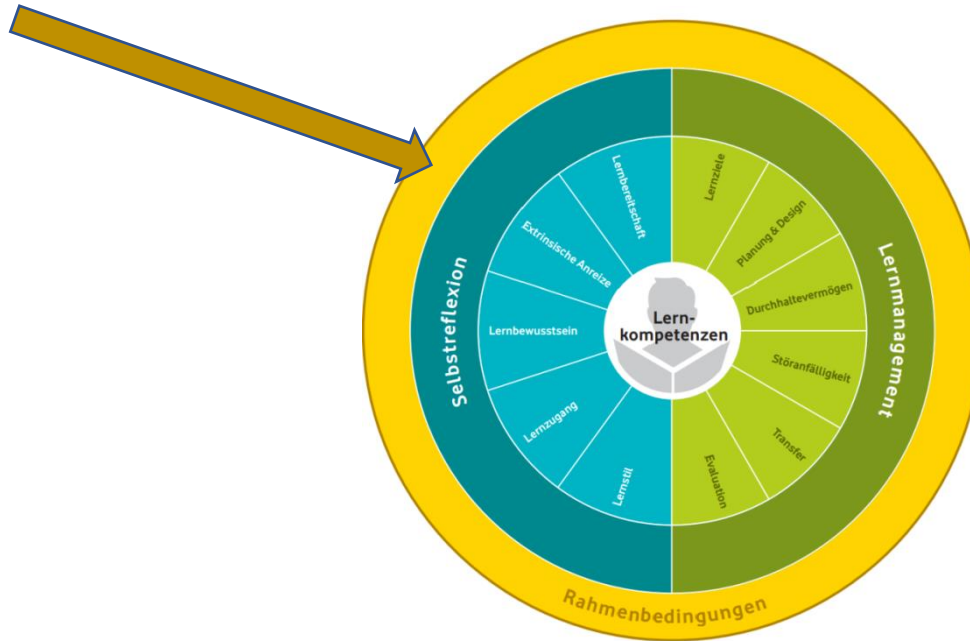 Selbstreflexion
Lernbereitschaft
Extrinsische Anreize
Lernbewusstsein
Lernzugang
Lernstil
Lern-
kompetenzen
Lernziele
Planung & Design
Durchhaltevermögen
Störanfälligkeit
Transfer
Evaluation
Lernmanagement
Rahmenbedingungen